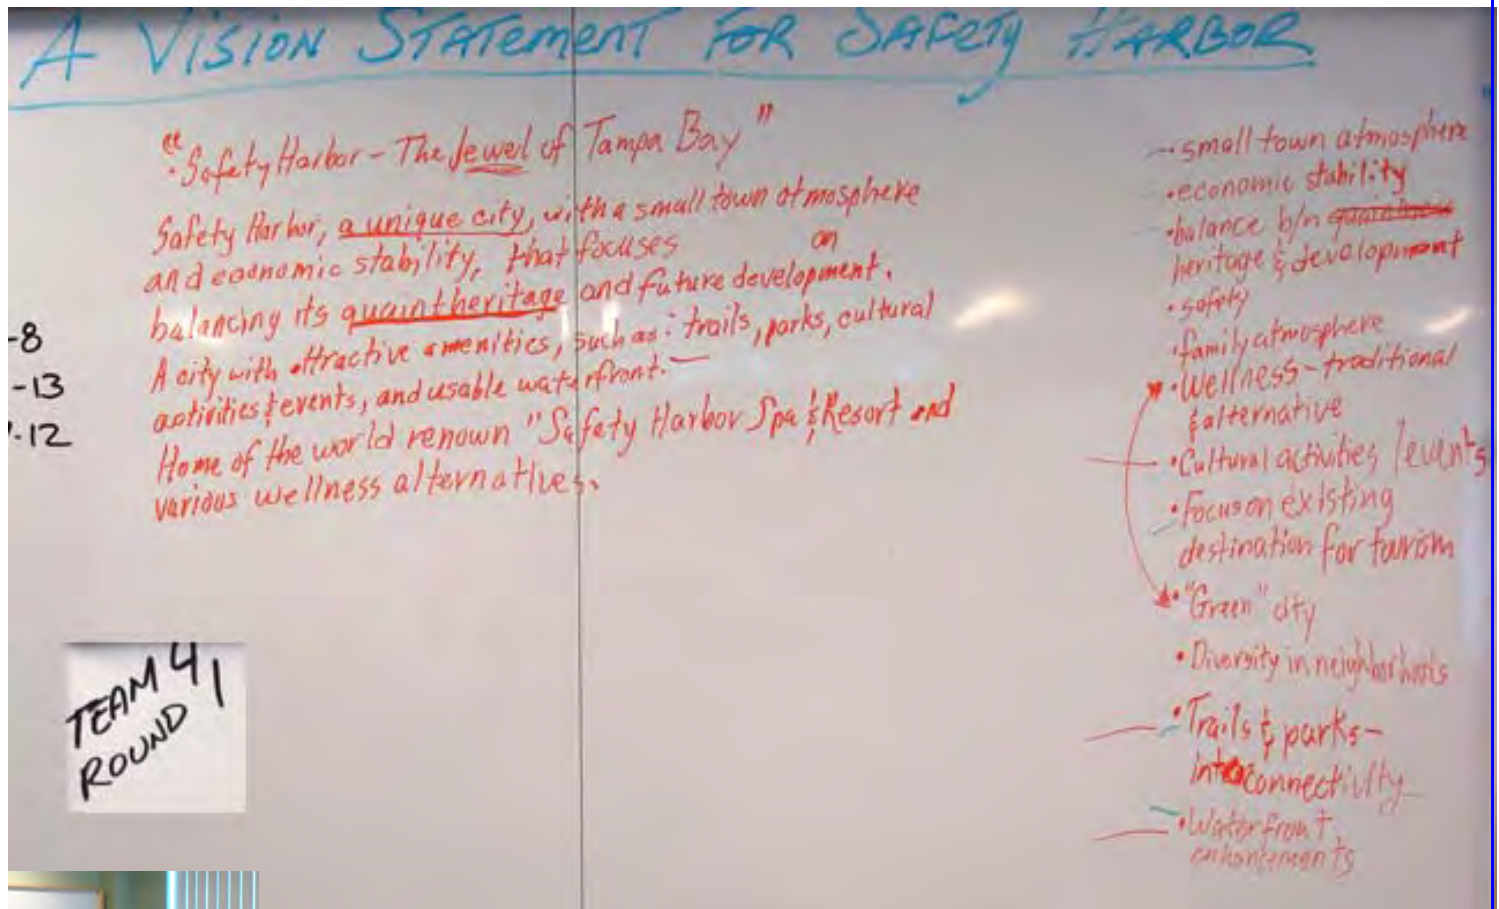 A VISION STATEMENT FOR SAFETY HARBOR
"Safety Harbor - The Jewel of Tampa Bay"
Safety Harbor, a unique city, with a small town atmosphere
and economic stability, that focuses on
balancing its quaint heritage and future development.
A city with attractive amenities, such as: trails, parks, cultural
activities & events, and usable waterfront.
Home of the world renown "Safety Harbor Spa & Resort and
various wellness alternatives.
-8
-13
-12
• small town atmosphere
• economic stability
• balance b/n
heritage & development
• safety
• family atmosphere
• Wellness - traditional
& alternative
• Cultural activities / events
• Focus on existing
destination for tourism
• "Green" city
• Diversity in neighborhoods
• Trails & parks -
interconnectivity
• Waterfront
enhancements
TEAM 4
ROUND 1